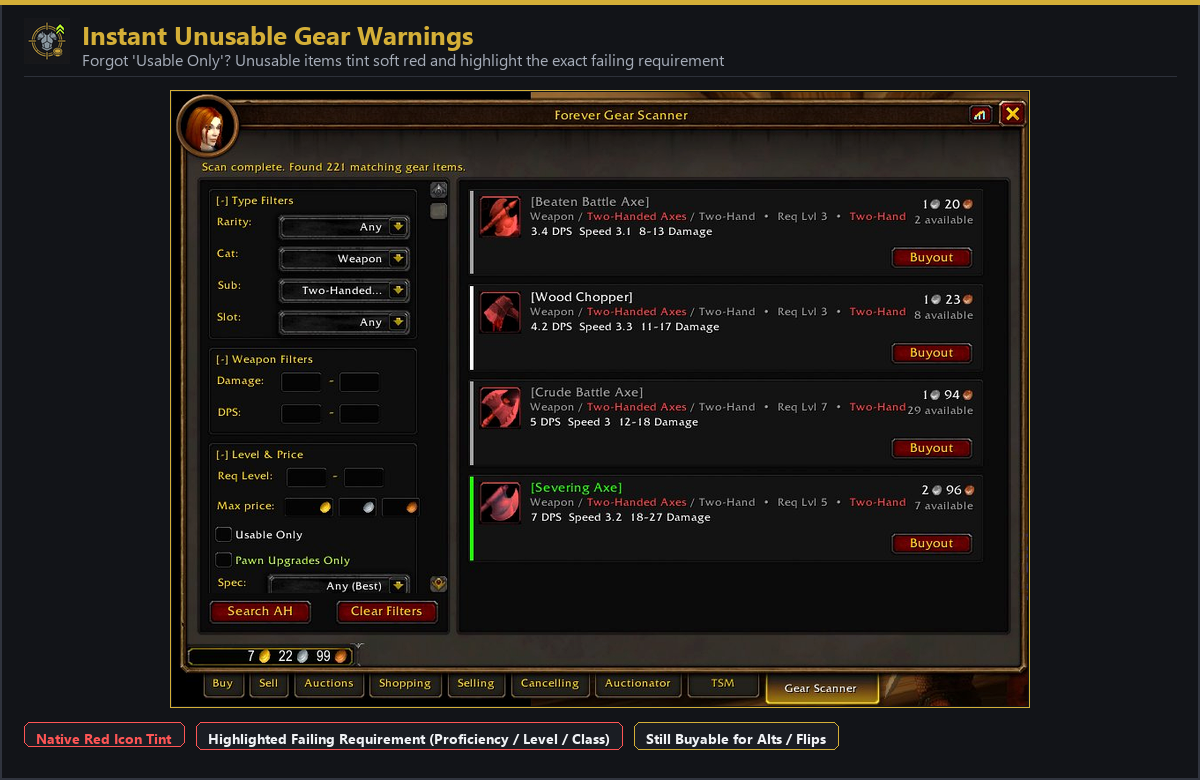 Instant Unusable Gear Warnings
Forgot 'Usable Only'? Unusable items tint soft red and highlight the exact failing requirement
Forever Gear Scanner
Scan complete. Found 221 matching gear items.
[-] Type Filters
Rarity: Any
Cat: Weapon
Sub: Two-Handed...
Slot: Any
[-] Weapon Filters
Damage: -
DPS: -
[-] Level & Price
Req Level: -
Max price:
Usable Only
Pawn Upgrades Only
Spec: Any (Best)
Search AH Clear Filters
[Beaten Battle Axe] 1 20
Weapon / Two-Handed Axes / Two-Hand • Req Lvl 3 • Two-Hand 2 available
3.4 DPS Speed 3.1 8-13 Damage
Buyout
[Wood Chopper] 1 23
Weapon / Two-Handed Axes / Two-Hand • Req Lvl 3 • Two-Hand 8 available
4.2 DPS Speed 3.3 11-17 Damage
Buyout
[Crude Battle Axe] 1 94
Weapon / Two-Handed Axes / Two-Hand • Req Lvl 7 • Two-Hand 29 available
5 DPS Speed 3 12-18 Damage
Buyout
[Severing Axe] 2 96
Weapon / Two-Handed Axes / Two-Hand • Req Lvl 5 • Two-Hand 7 available
7 DPS Speed 3.2 18-27 Damage
Buyout
7 22 99
Buy Sell Auctions Shopping Selling Cancelling Auctionator TSM Gear Scanner
Native Red Icon Tint Highlighted Failing Requirement (Proficiency / Level / Class) Still Buyable for Alts / Flips